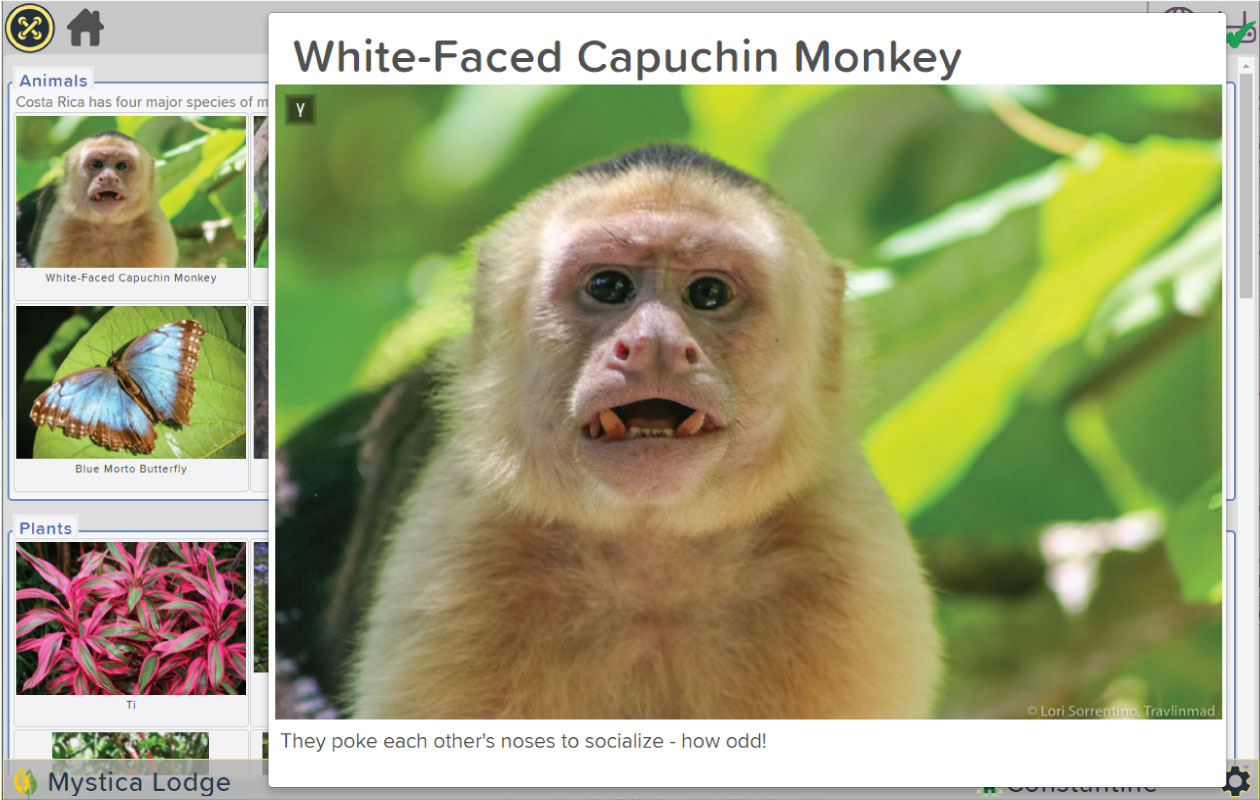 White-Faced Capuchin Monkey
Y
Animals
Costa Rica has four major species of m
White-Faced Capuchin Monkey
Blue Morto Butterfly
Plants
Ti
© Lori Sorrentino, Travlinmad
They poke each other's noses to socialize - how odd!
Mystica Lodge
Constantine